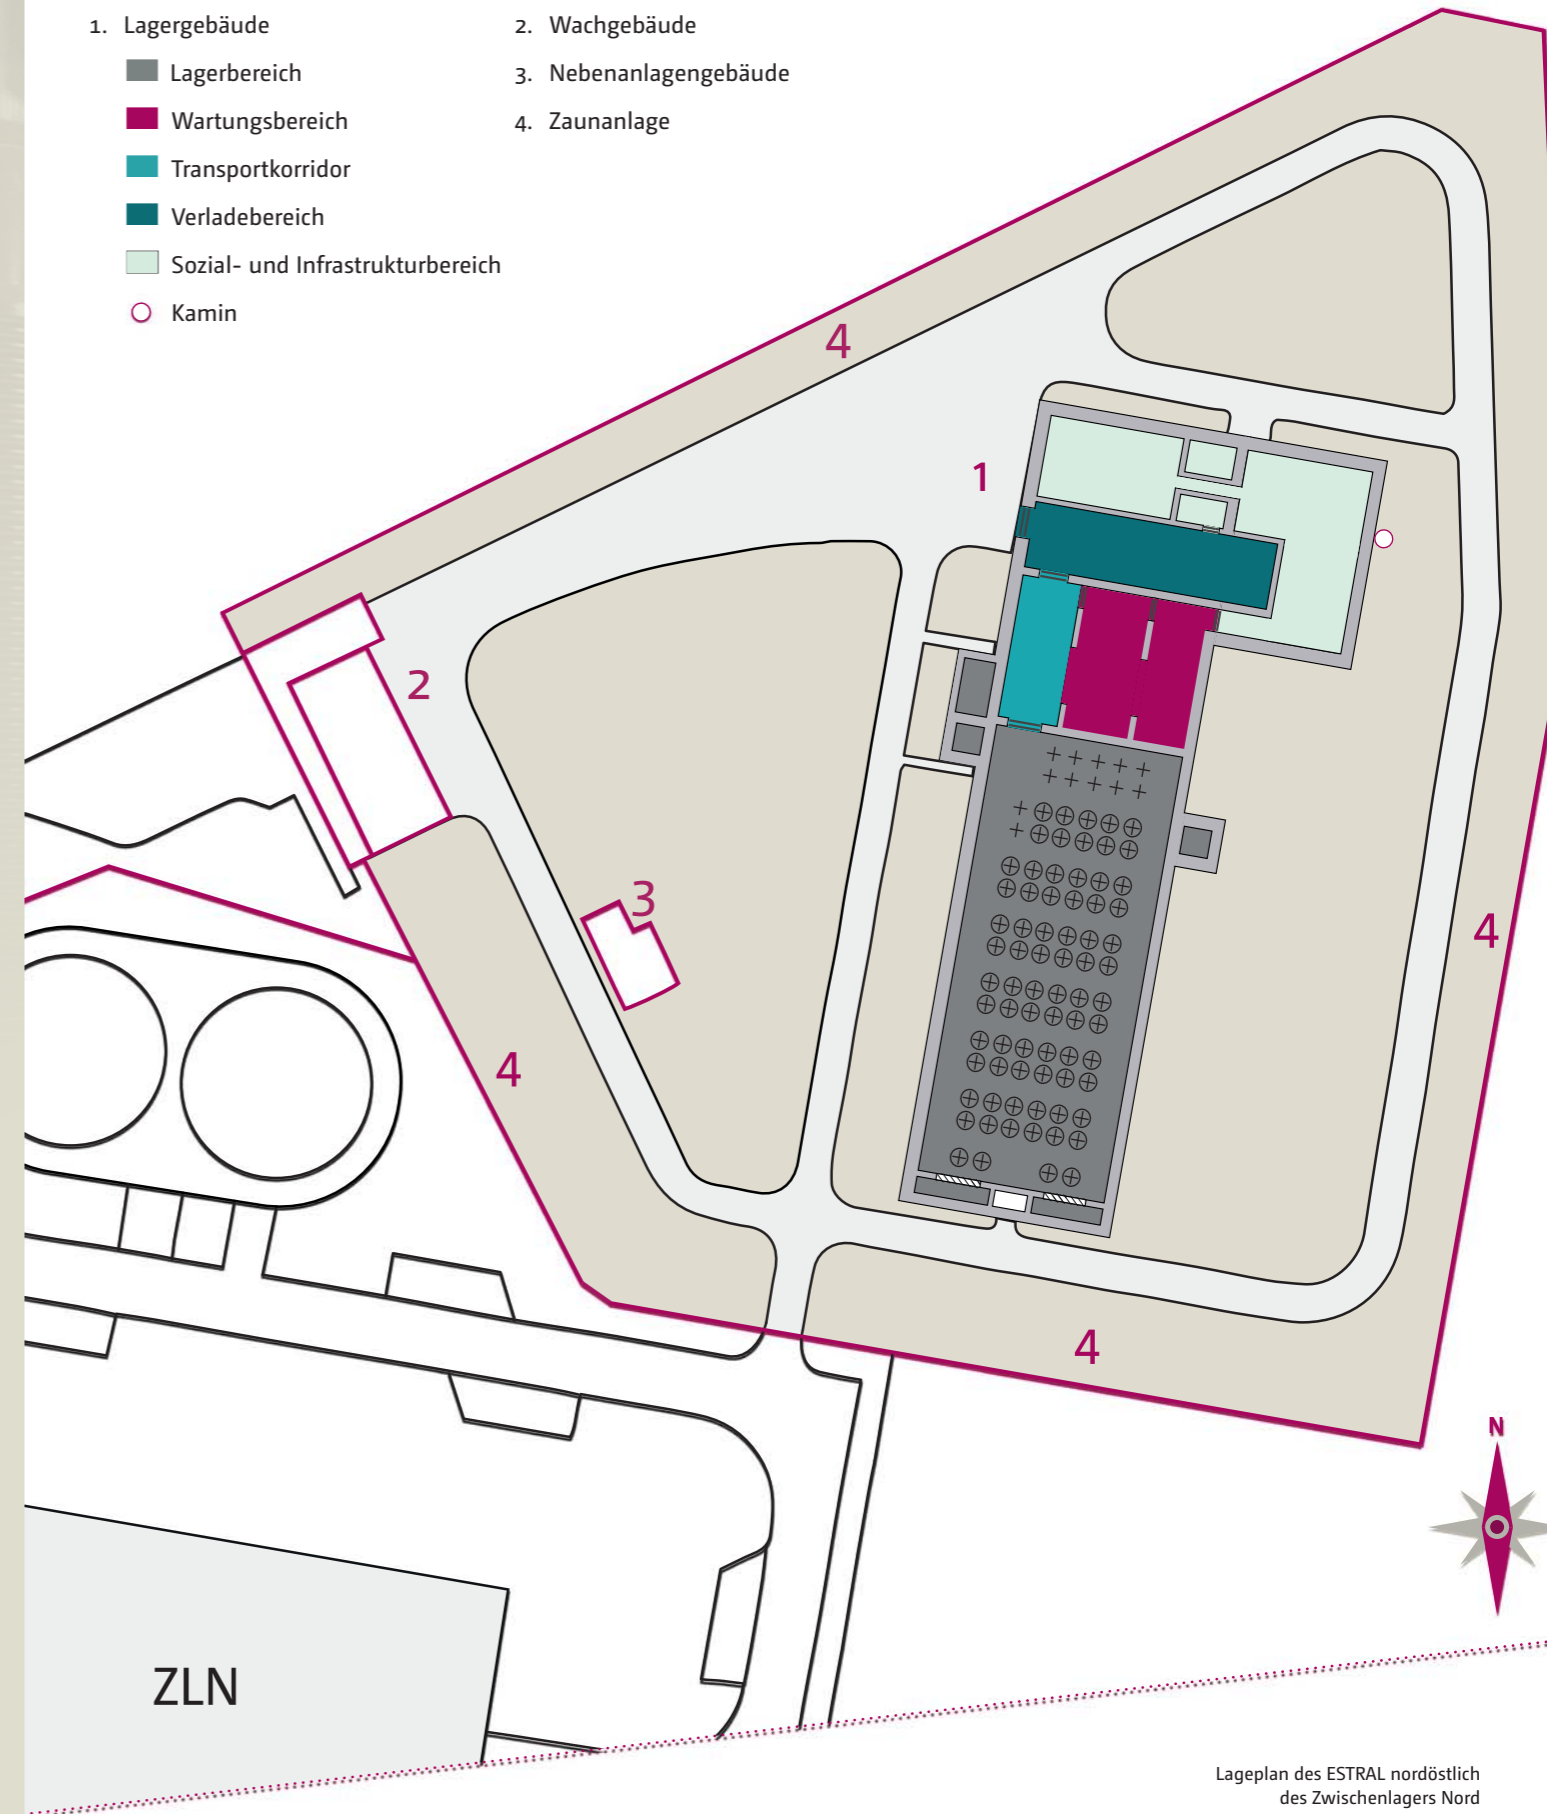 1. Lagergebäude
Lagerbereich
Wartungsbereich
Transportkorridor
Verladebereich
Sozial- und Infrastrukturbereich
Kamin
2. Wachgebäude
3. Nebenanlagengebäude
4. Zaunanlage
4
1
2
3
4
4
4
N
ZLN
Lageplan des ESTRAL nordöstlich
des Zwischenlagers Nord